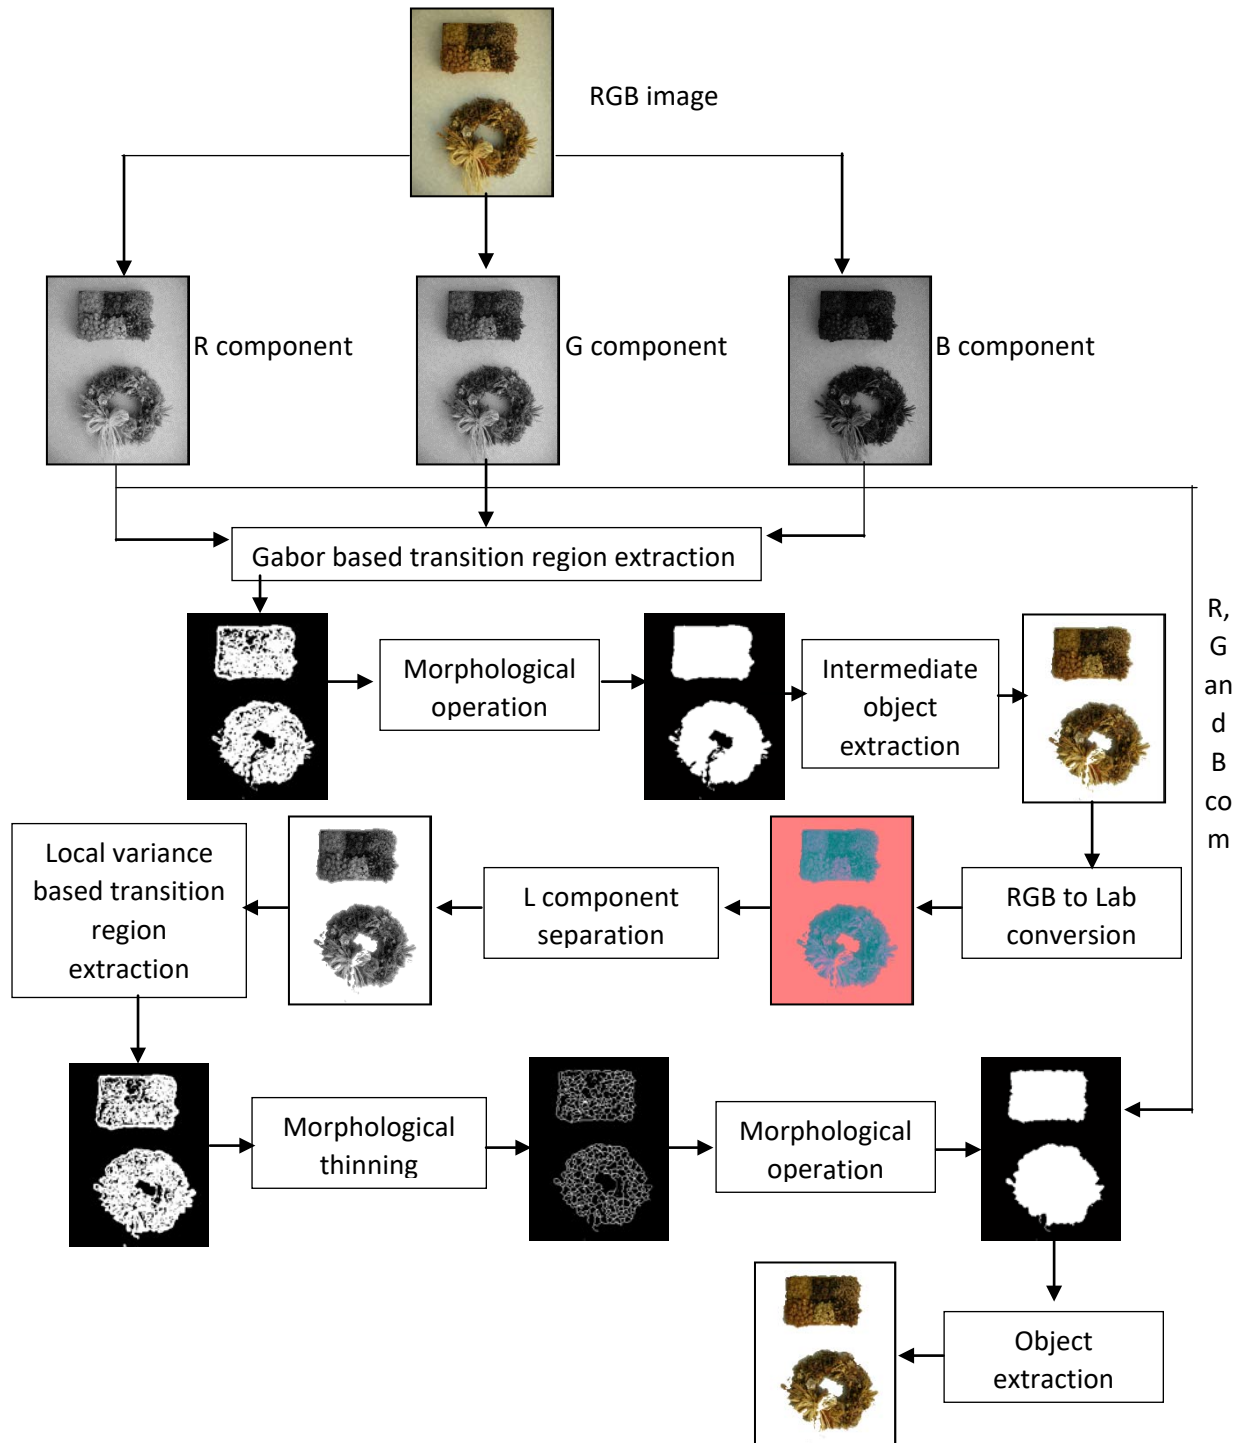 RGB image
R component
G component
B component
Gabor based transition region extraction
R,
G
an
d
B
co
m
Morphological
operation
Intermediate
object
extraction
Local variance
based transition
region
extraction
L component
separation
RGB to Lab
conversion
Morphological
thinning
Morphological
operation
Object
extraction